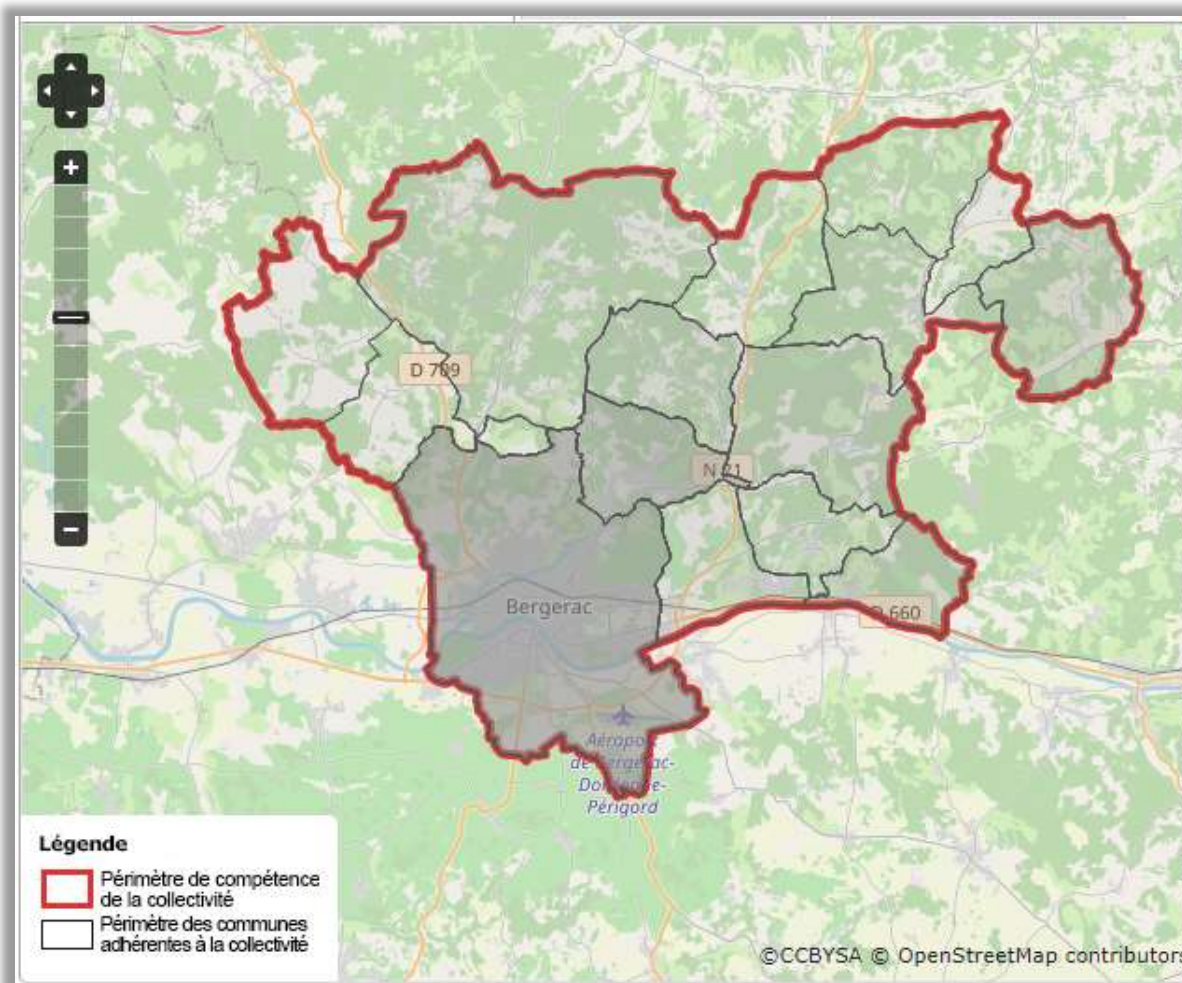 D 709
N 21
Bergerac
D 660
Aéroport
de Bergerac-
Dordogne-
Périgord
Légende
Périmètre de compétence
de la collectivité
Périmètre des communes
adhérentes à la collectivité
©CCBYSA © OpenStreetMap contributors